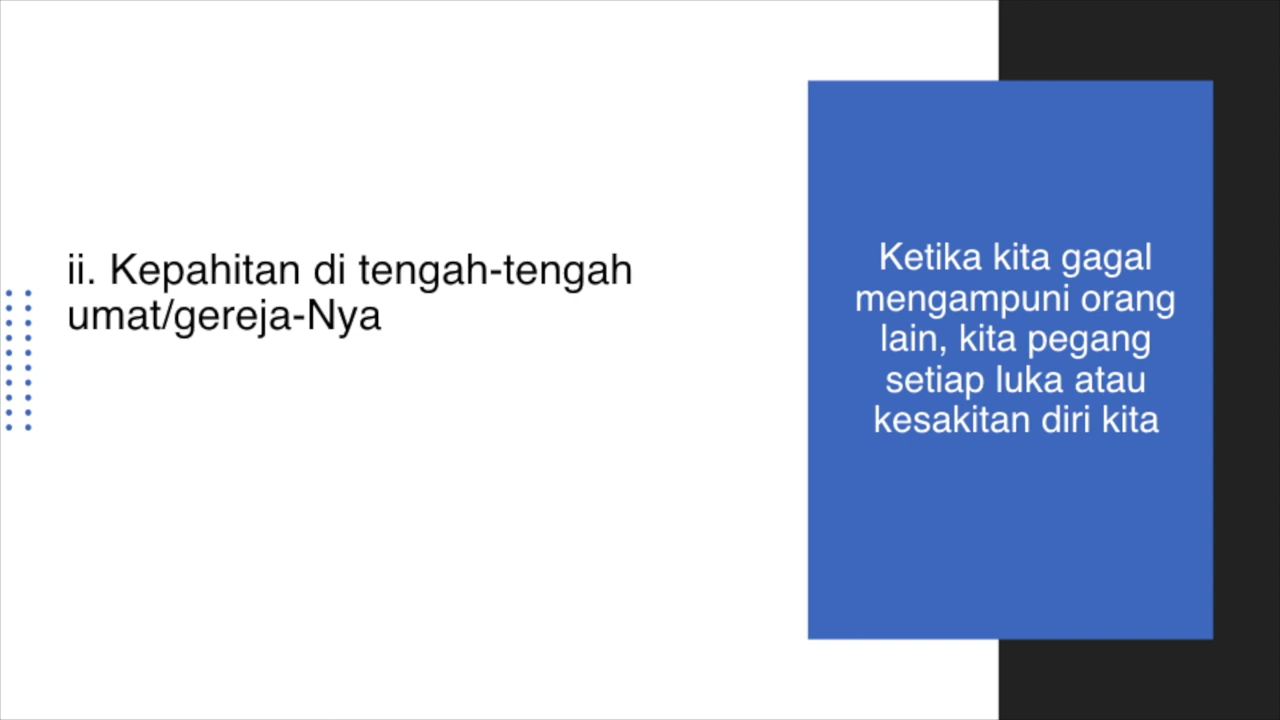 ii. Kepahitan di tengah-tengah
umat/gereja-Nya
Ketika kita gagal
mengampuni orang
lain, kita pegang
setiap luka atau
kesakitan diri kita